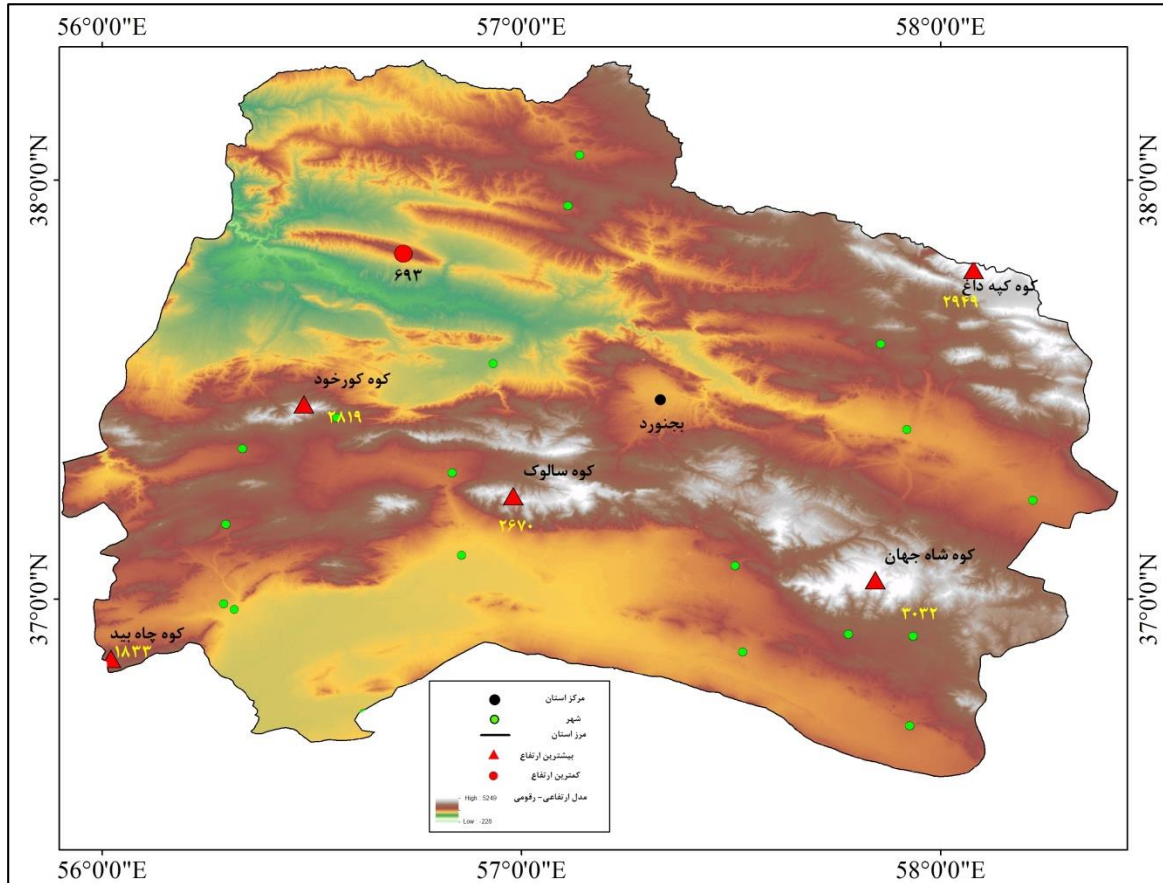 56°0'0"E
57°0'0"E
58°0'0"E
38°0'0"N
38°0'0"N
۶۹۳
کوه کپه داغ
۲۹۴۹
کوه کورخود
۲۸۱۹
بجنورد
کوه سالوک
۲۶۷۰
کوه شاه جهان
۳۰۳۲
37°0'0"N
37°0'0"N
کوه چاه بید
۱۸۳۳
مرکز استان
شهر
مرز استان
بیشترین ارتفاع
کمترین ارتفاع
مدل ارتفاعی- رقومی
High : 5249
Low : -228
56°0'0"E
57°0'0"E
58°0'0"E